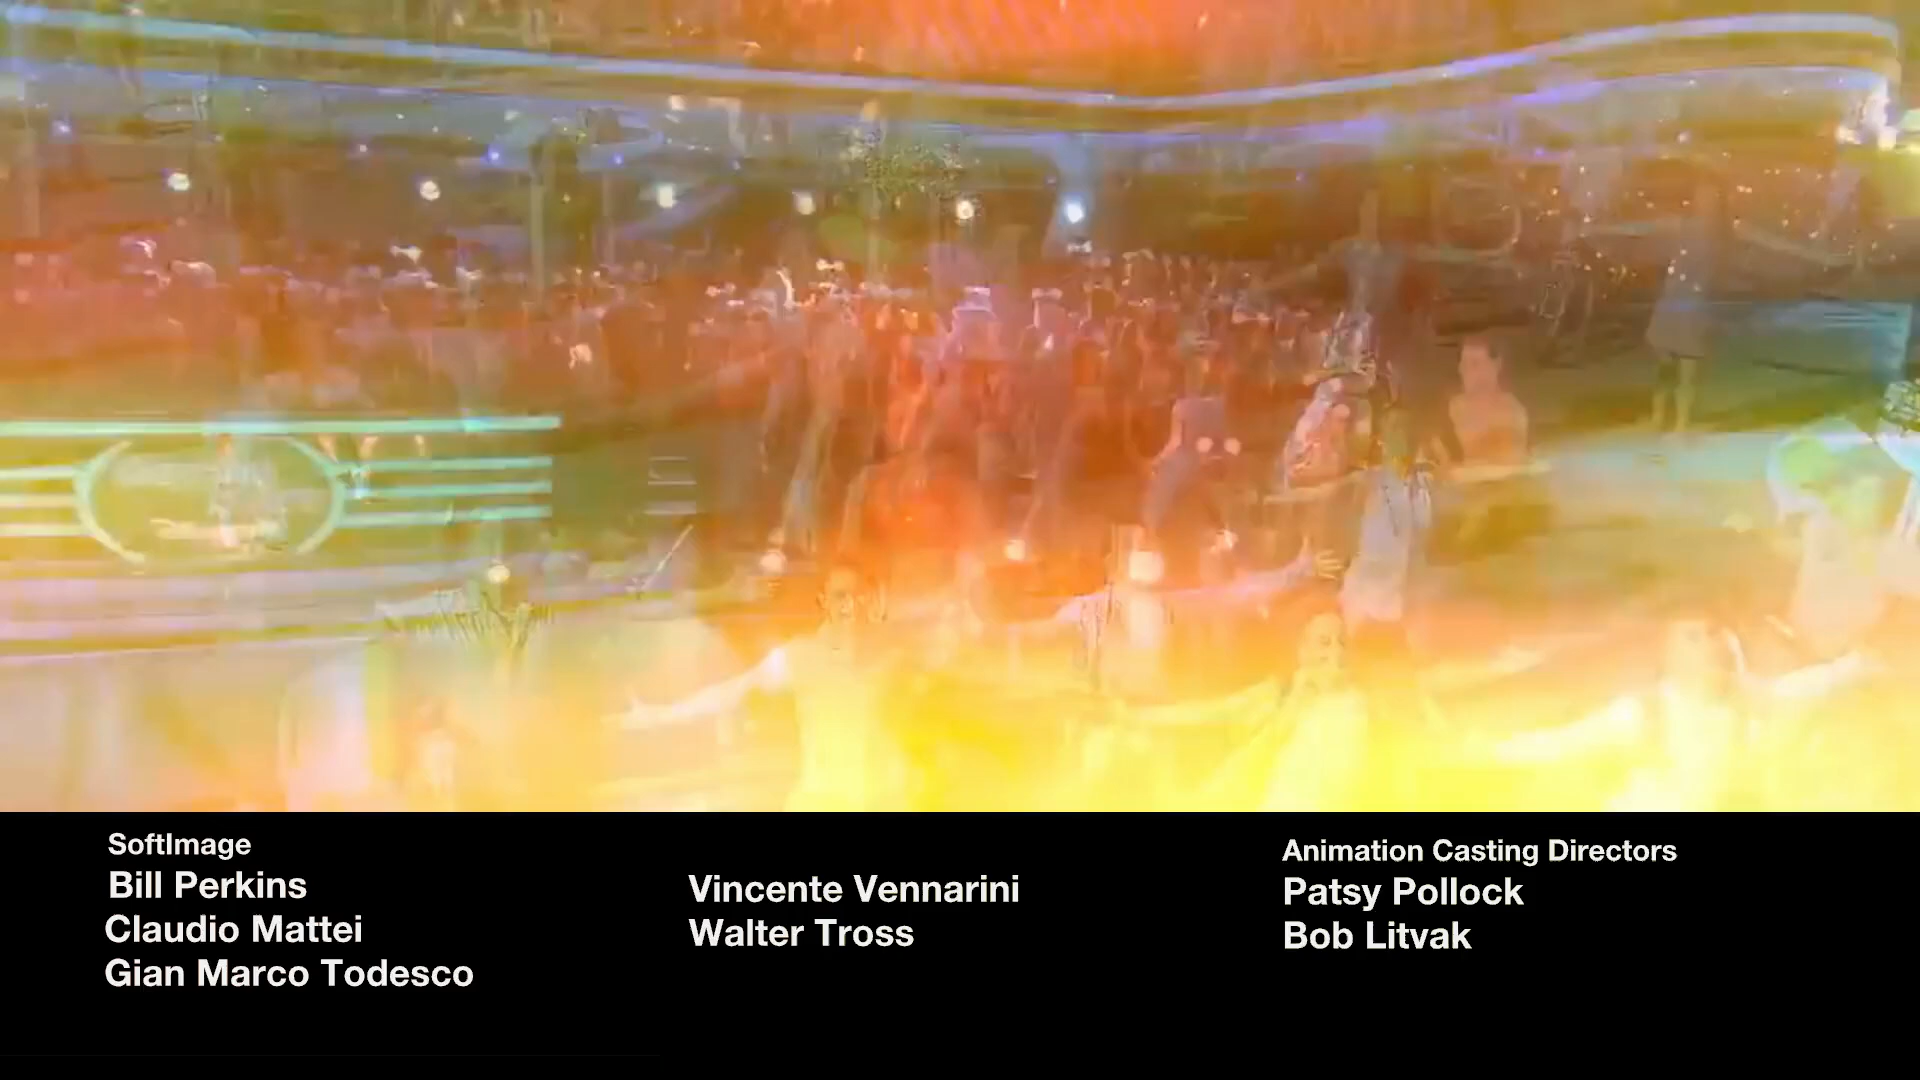 SoftImage
Bill Perkins
Claudio Mattei
Gian Marco Todesco
Vincente Vennarini
Walter Tross
Animation Casting Directors
Patsy Pollock
Bob Litvak